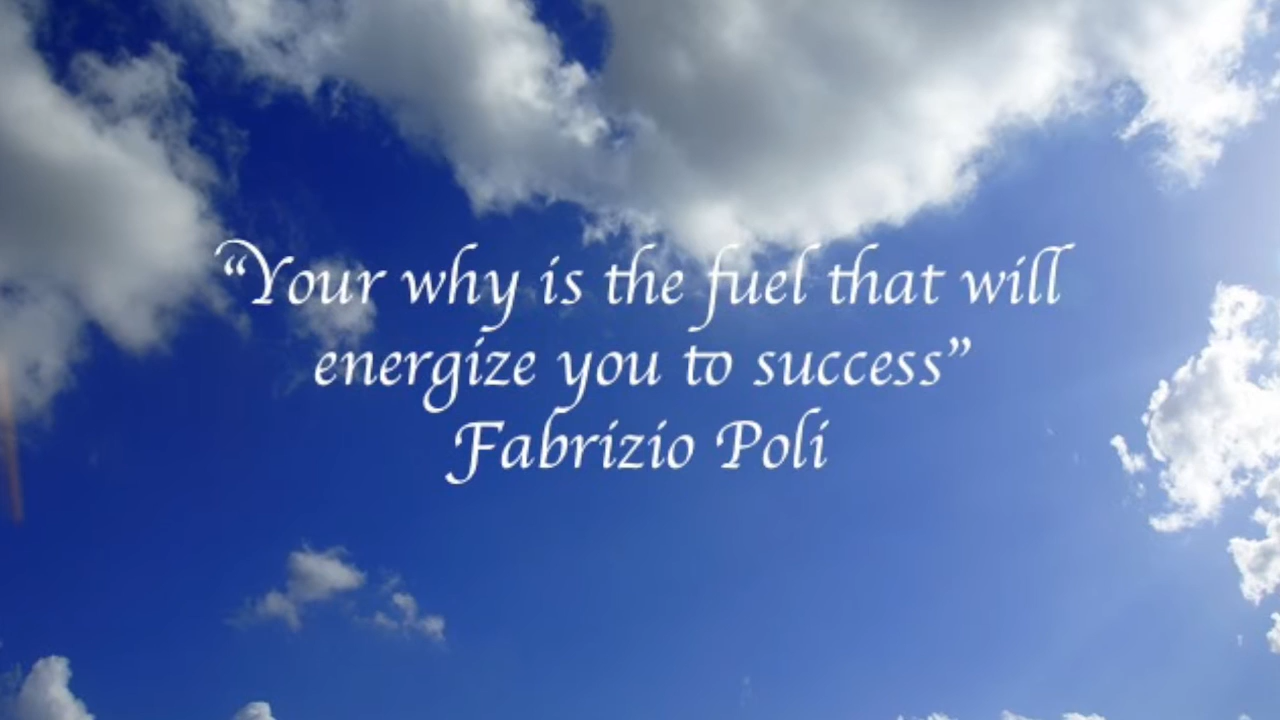 “Your why is the fuel that will
energize you to success”
Fabrizio Poli